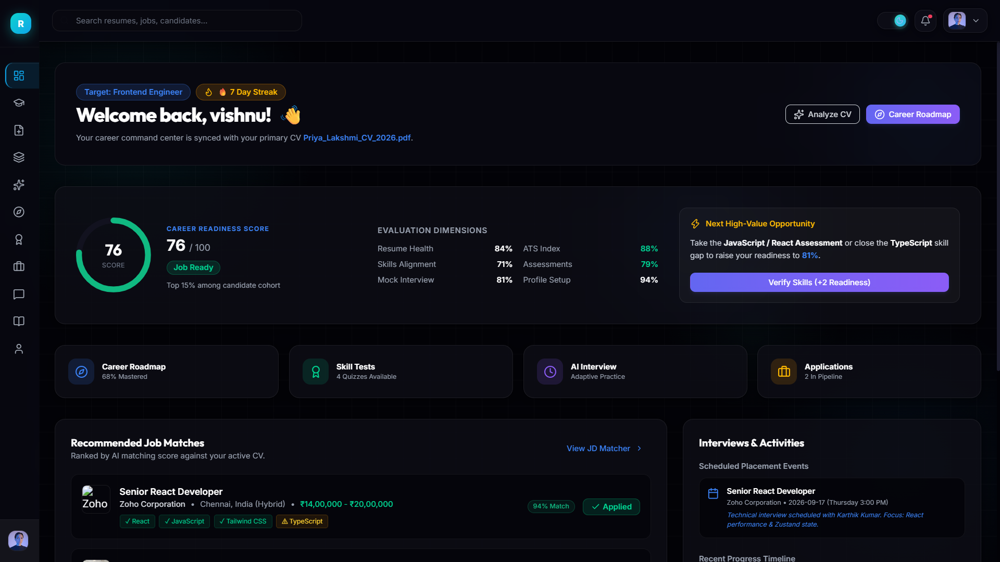 R
Search resumes, jobs, candidates...
Target: Frontend Engineer
🔥 7 Day Streak
Welcome back, vishnu! 👋
Analyze CV
Career Roadmap
Your career command center is synced with your primary CV Priya_Lakshmi_CV_2026.pdf.
76
SCORE
CAREER READINESS SCORE
76 / 100
Job Ready
Top 15% among candidate cohort
EVALUATION DIMENSIONS
Resume Health 84%
ATS Index 88%
Skills Alignment 71%
Assessments 79%
Mock Interview 81%
Profile Setup 94%
Next High-Value Opportunity
Take the JavaScript / React Assessment or close the TypeScript skill
gap to raise your readiness to 81%.
Verify Skills (+2 Readiness)
Career Roadmap
68% Mastered
Skill Tests
4 Quizzes Available
AI Interview
Adaptive Practice
Applications
2 In Pipeline
Recommended Job Matches
Ranked by AI matching score against your active CV.
View JD Matcher
Zoho
Senior React Developer
Zoho Corporation • Chennai, India (Hybrid) • ₹14,00,000 - ₹20,00,000
✓ React
✓ JavaScript
✓ Tailwind CSS
⚠ TypeScript
94% Match
Applied
Interviews & Activities
Scheduled Placement Events
Senior React Developer
Zoho Corporation • 2026-09-17 (Thursday 3:00 PM)
Technical interview scheduled with Karthik Kumar. Focus: React
performance & Zustand state.
Recent Progress Timeline